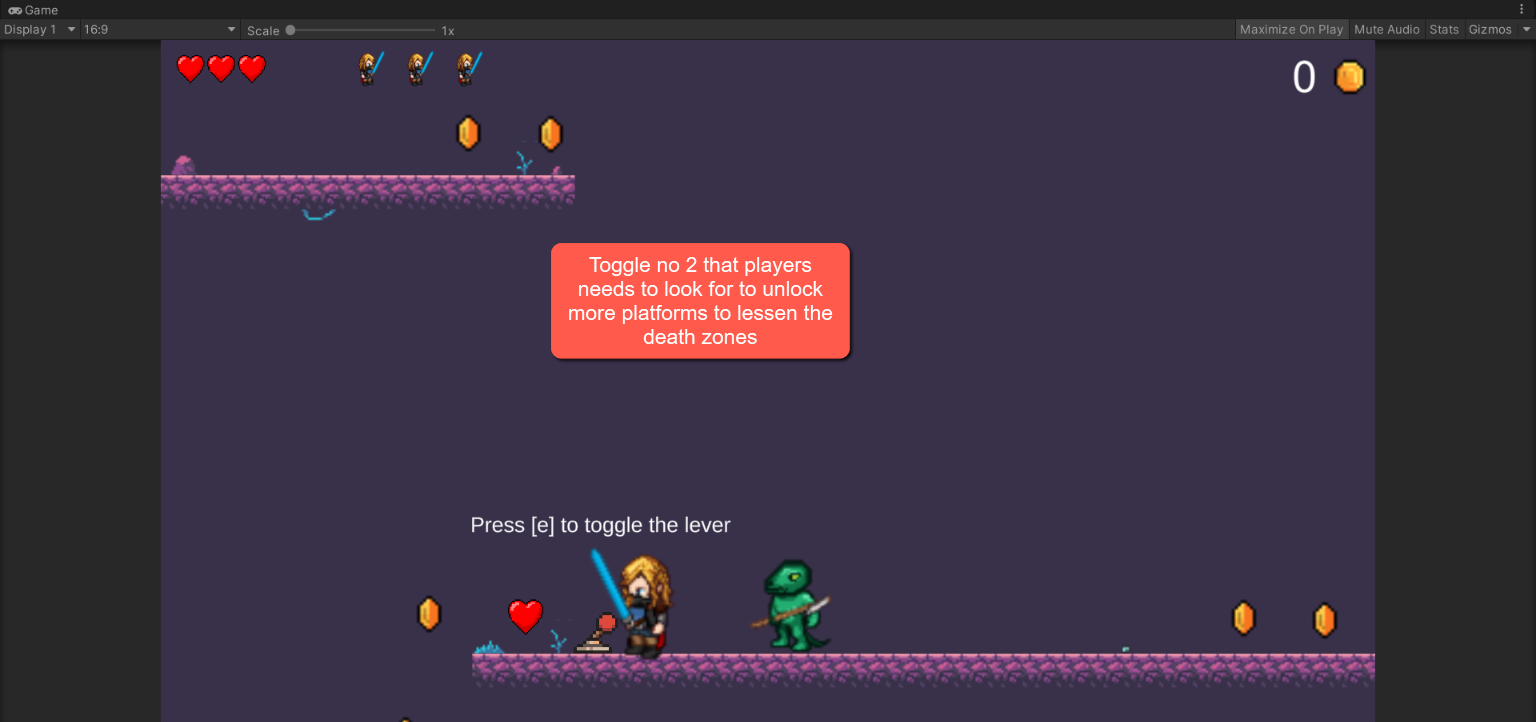 Game
Display 1
16:9
Scale
1x
Maximize On Play
Mute Audio
Stats
Gizmos
0
Toggle no 2 that players
needs to look for to unlock
more platforms to lessen the
death zones
Press [e] to toggle the lever